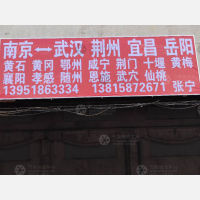 南京↔武汉 荆州 宜昌 岳阳
黄石 黄冈 鄂州 咸宁 荆门 十堰 黄梅
襄阳 孝感 随州 恩施 武穴 仙桃
13951863334 13815872671 张宁